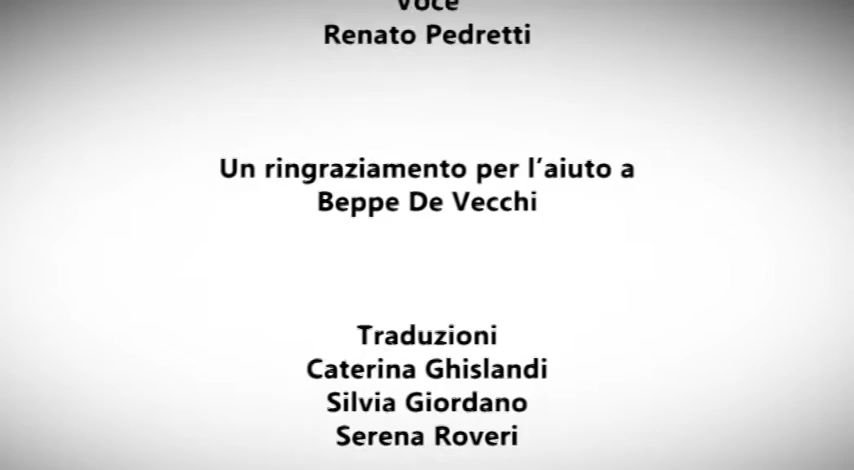 Voce
Renato Pedretti
Un ringraziamento per l’aiuto a
Beppe De Vecchi
Traduzioni
Caterina Ghislandi
Silvia Giordano
Serena Roveri